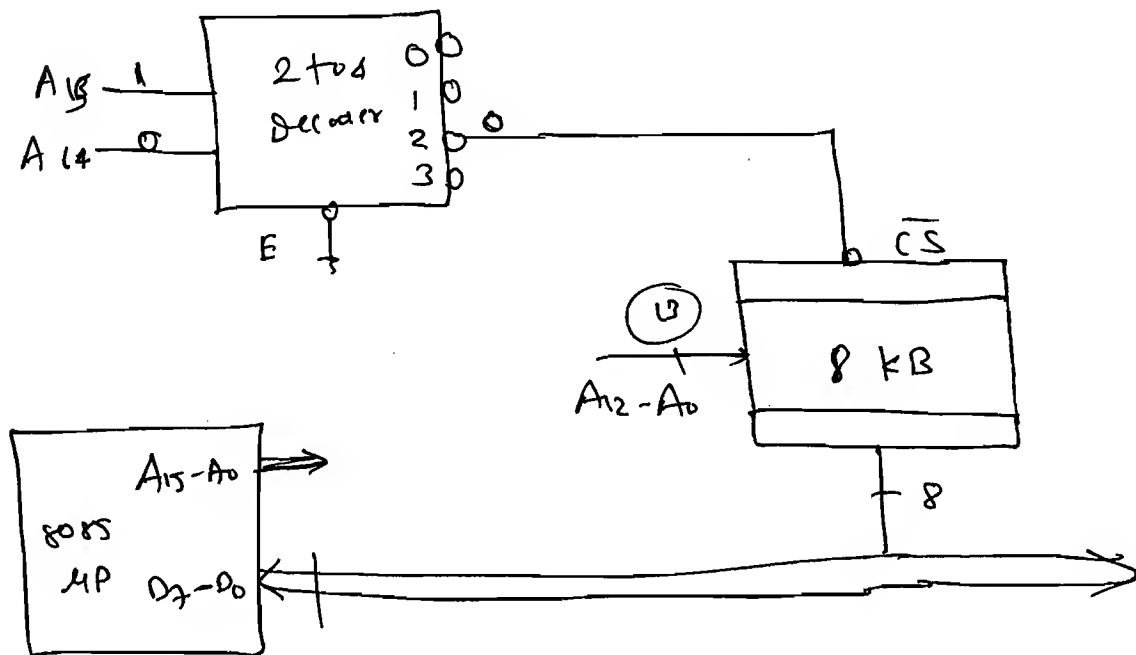 2 to 4
Decoder
A15 1
A14 0
0
1
2 0
3
E
CS
13
A12-A0
8 KB
8
A15-A0
8085
μP
D7-D0